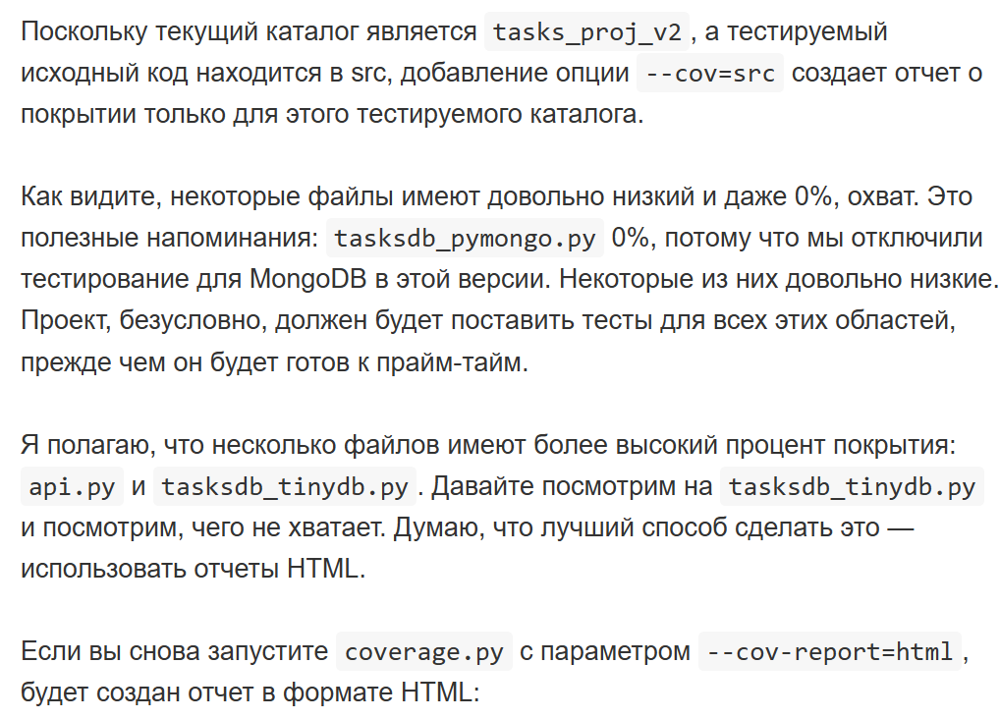 Поскольку текущий каталог является tasks_proj_v2, а тестируемый
исходный код находится в src, добавление опции --cov=src создает отчет о
покрытии только для этого тестируемого каталога.
Как видите, некоторые файлы имеют довольно низкий и даже 0%, охват. Это
полезные напоминания: tasksdb_pymongo.py 0%, потому что мы отключили
тестирование для MongoDB в этой версии. Некоторые из них довольно низкие.
Проект, безусловно, должен будет поставить тесты для всех этих областей,
прежде чем он будет готов к прайм-тайм.
Я полагаю, что несколько файлов имеют более высокий процент покрытия:
api.py и tasksdb_tinydb.py. Давайте посмотрим на tasksdb_tinydb.py
и посмотрим, чего не хватает. Думаю, что лучший способ сделать это —
использовать отчеты HTML.
Если вы снова запустите coverage.py с параметром --cov-report=html,
будет создан отчет в формате HTML: